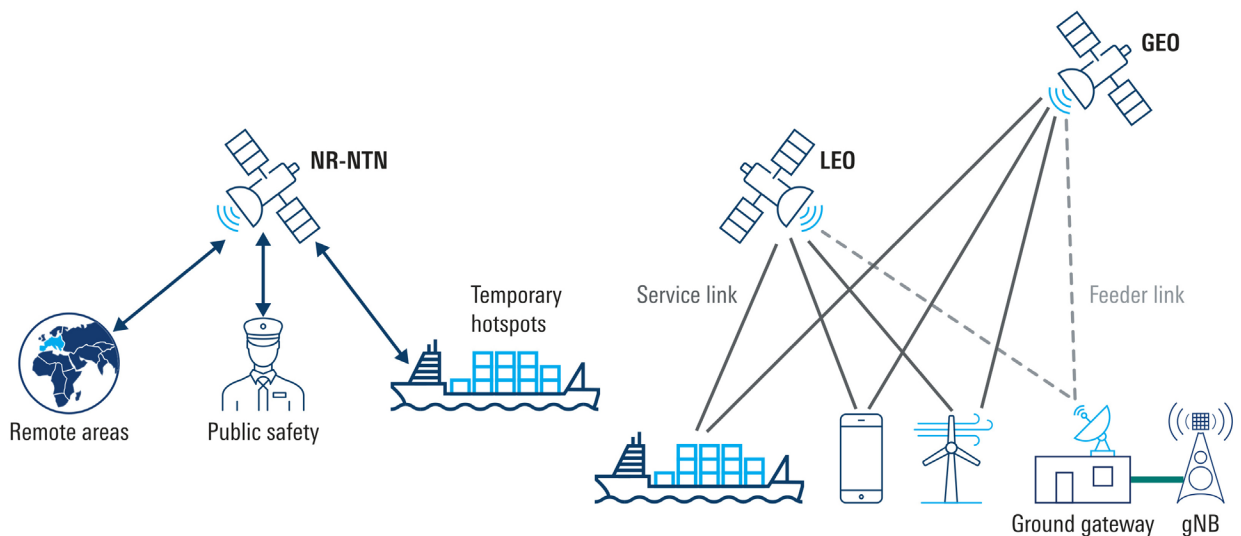 NR-NTN
Remote areas
Public safety
Temporary
hotspots
GEO
LEO
Service link
Feeder link
Ground gateway
gNB